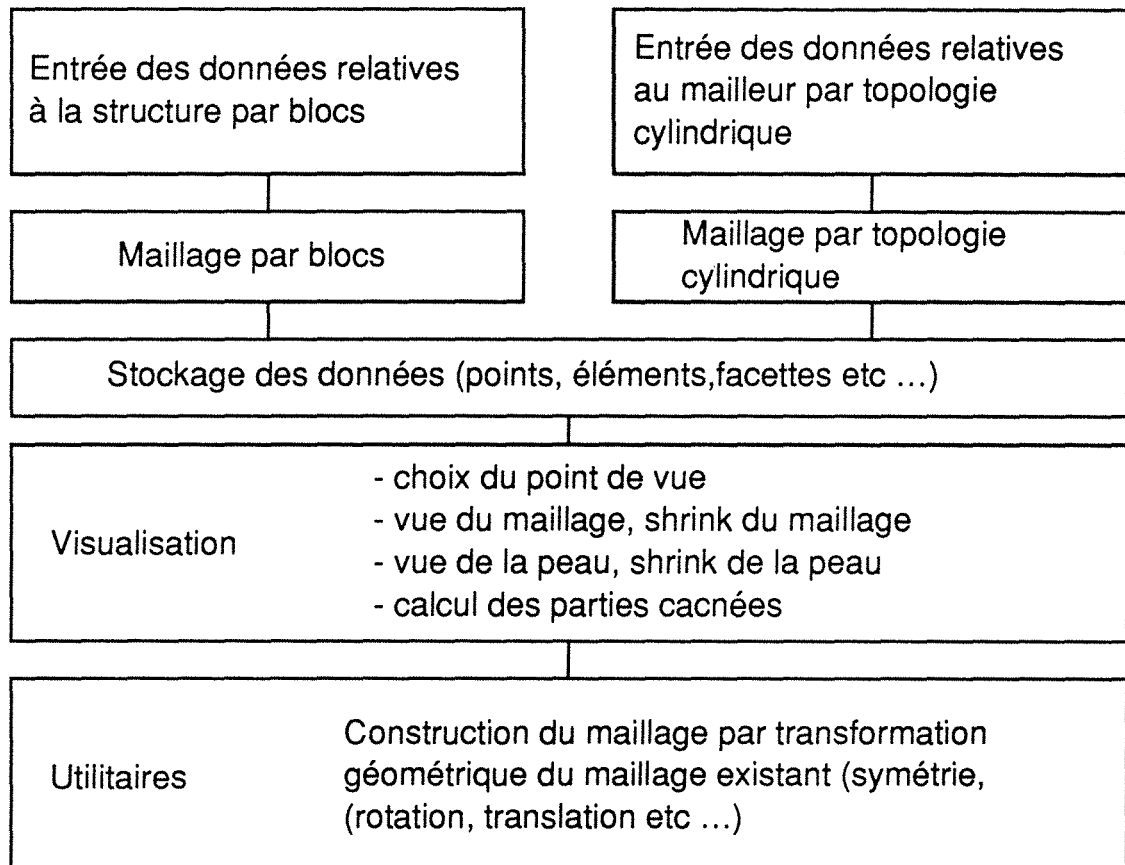 Entrée des données relatives
à la structure par blocs
Entrée des données relatives
au mailleur par topologie
cylindrique
Maillage par blocs
Maillage par topologie
cylindrique
Stockage des données (points, éléments,facettes etc ...)
Visualisation
- choix du point de vue
- vue du maillage, shrink du maillage
- vue de la peau, shrink de la peau
- calcul des parties cacnées
Utilitaires
Construction du maillage par transformation
géométrique du maillage existant (symétrie,
(rotation, translation etc ...)